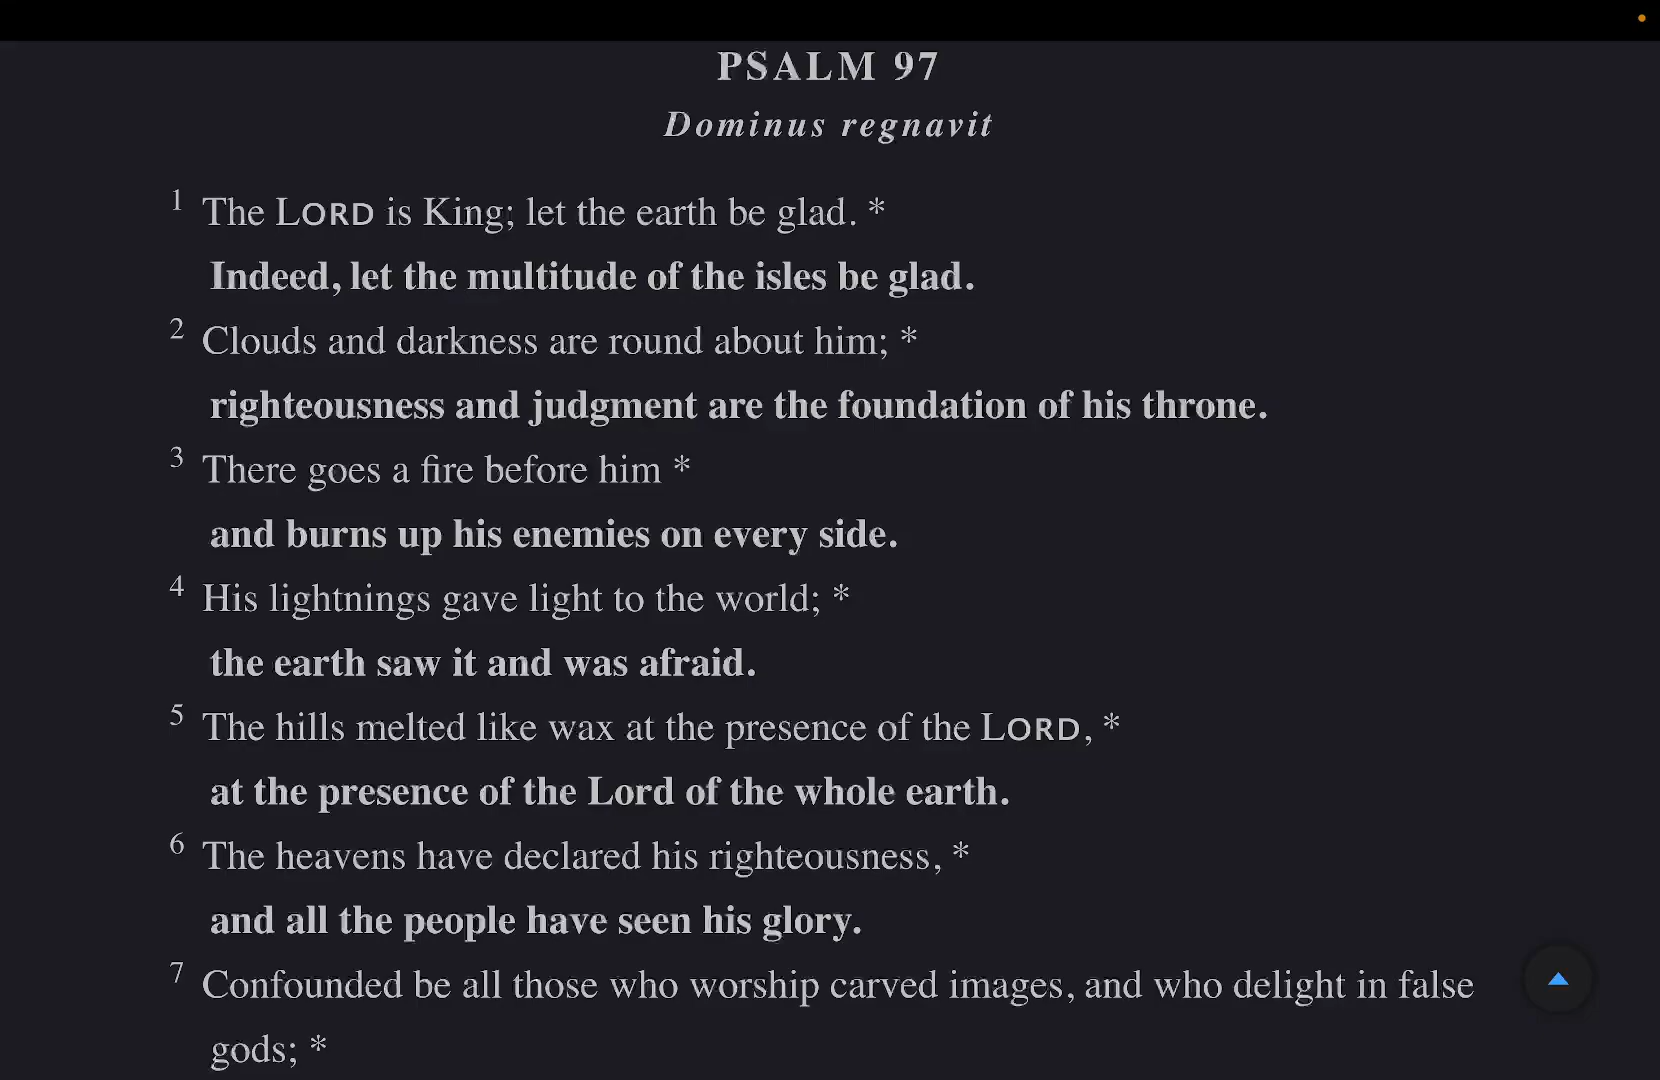 PSALM 97
Dominus regnavit
1 The LORD is King; let the earth be glad. *
Indeed, let the multitude of the isles be glad.
2 Clouds and darkness are round about him; *
righteousness and judgment are the foundation of his throne.
3 There goes a fire before him *
and burns up his enemies on every side.
4 His lightnings gave light to the world; *
the earth saw it and was afraid.
5 The hills melted like wax at the presence of the LORD, *
at the presence of the Lord of the whole earth.
6 The heavens have declared his righteousness, *
and all the people have seen his glory.
7 Confounded be all those who worship carved images, and who delight in false
gods; *